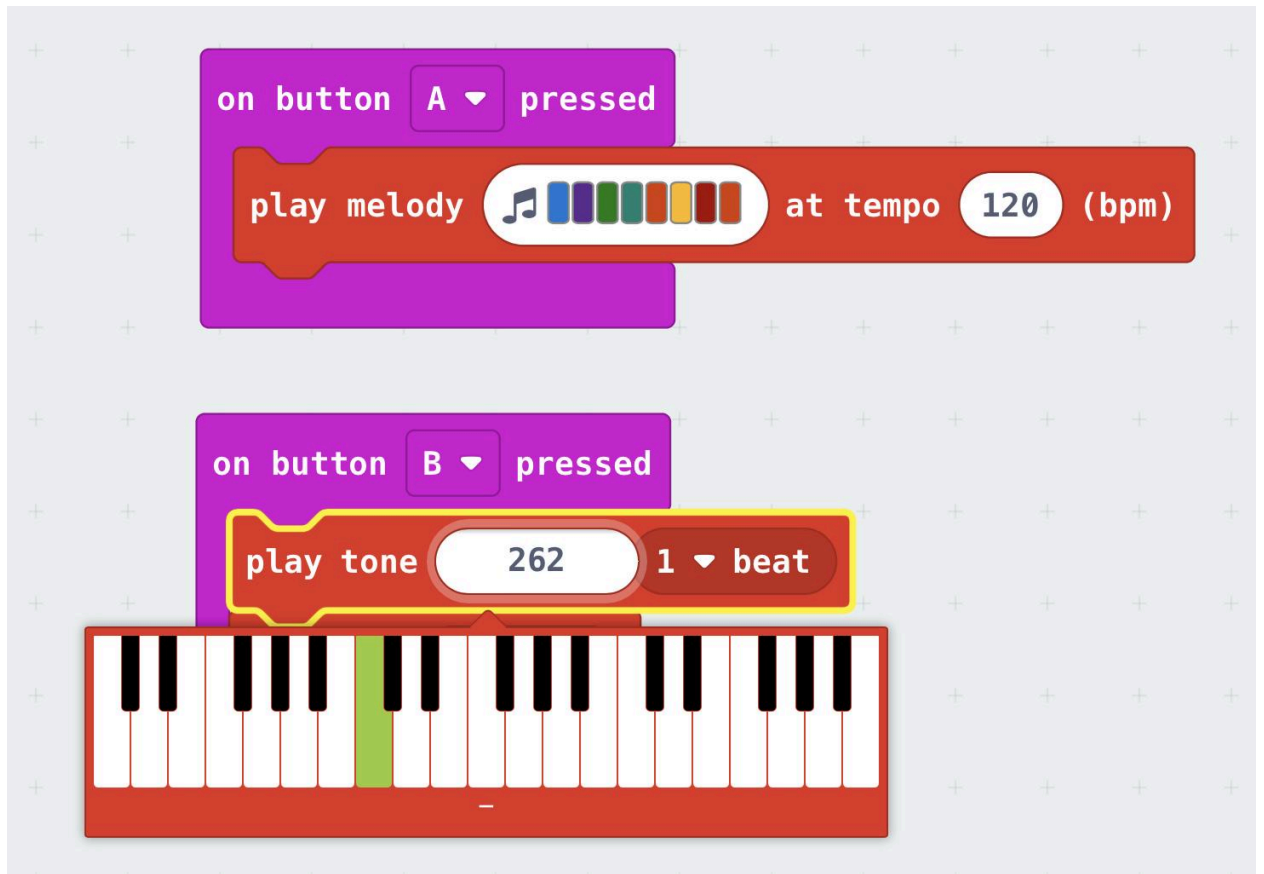 on button A pressed
play melody at tempo 120 (bpm)
on button B pressed
play tone 262 1 beat